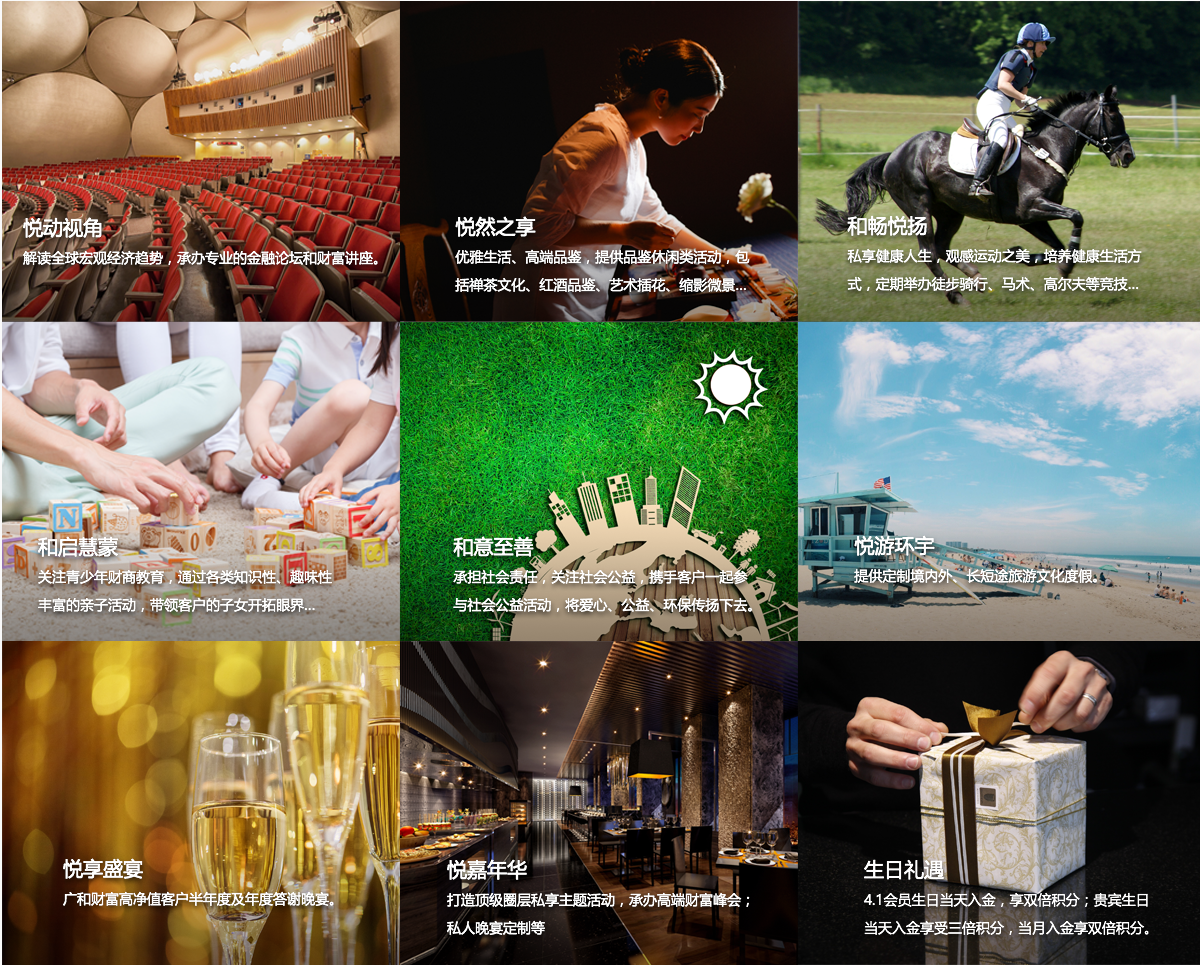 悦动视角
解读全球宏观经济趋势，承办专业的金融论坛和财富讲座。
悦然之享
优雅生活、高端品鉴，提供品鉴休闲类活动，包
括禅茶文化、红酒品鉴、艺术插花、缩影微景...
和畅悦扬
私享健康人生，观感运动之美，培养健康生活方
式，定期举办徒步骑行、马术、高尔夫等竞技...
和启慧蒙
关注青少年财商教育，通过各类知识性、趣味性
丰富的亲子活动，带领客户的子女开拓眼界...
和意至善
承担社会责任，关注社会公益，携手客户一起参
与社会公益活动，将爱心、公益、环保传扬下去。
悦游环宇
提供定制境内外、长短途旅游文化度假。
悦享盛宴
广和财富高净值客户半年度及年度答谢晚宴。
悦嘉年华
打造顶级圈层私享主题活动，承办高端财富峰会；
私人晚宴定制等
生日礼遇
4.1会员生日当天入金，享双倍积分；贵宾生日
当天入金享受三倍积分，当月入金享双倍积分。